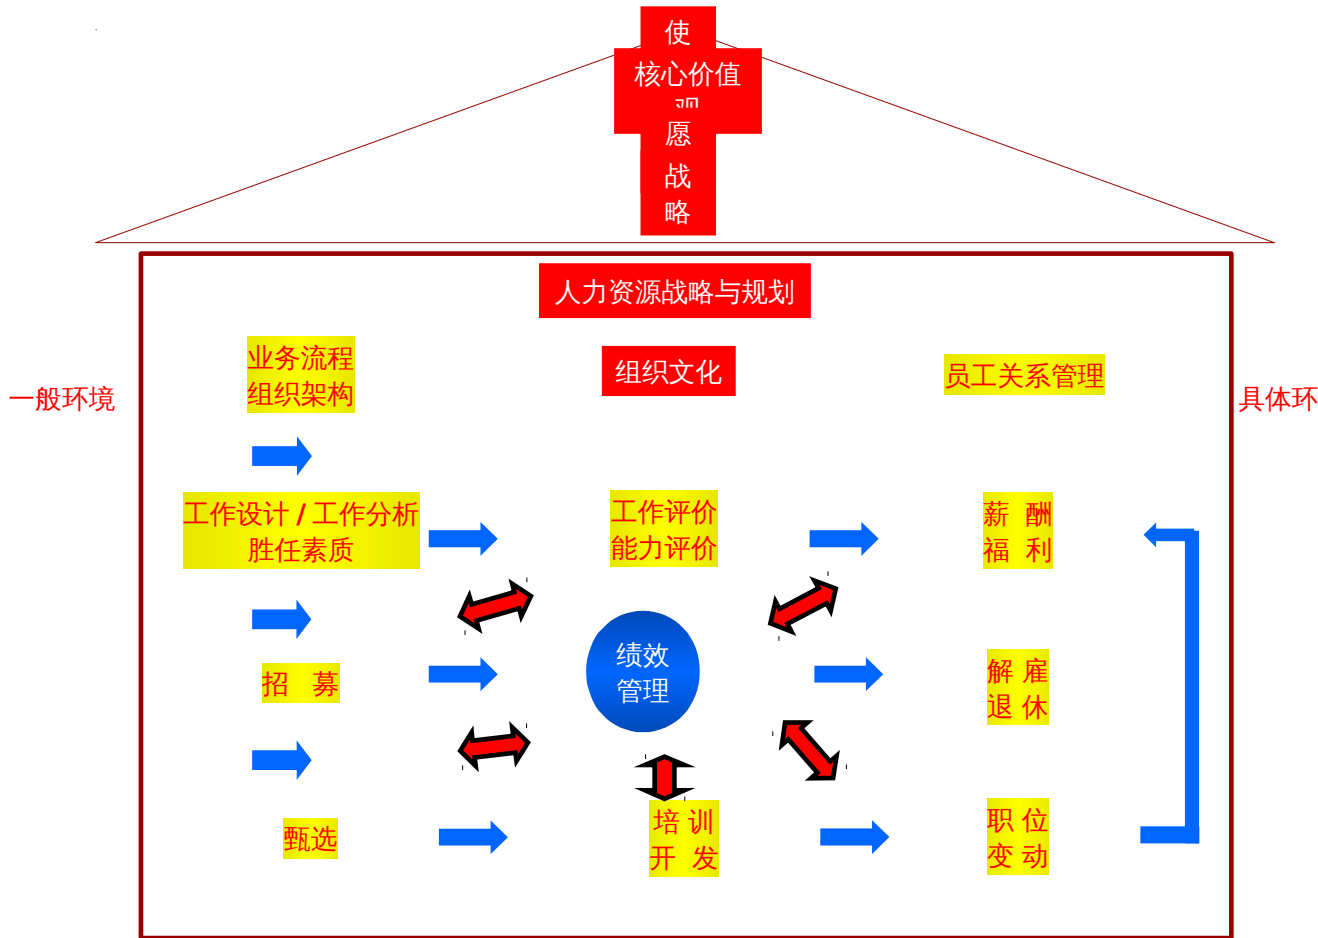 使
核心价值
愿
战
略
人力资源战略与规划
业务流程
组织架构
组织文化
员工关系管理
一般环境
具体环
工作设计 / 工作分析
胜任素质
工作评价
能力评价
薪 酬
福 利
绩效
管理
招 募
解 雇
退 休
甄选
培 训
开 发
职 位
变 动